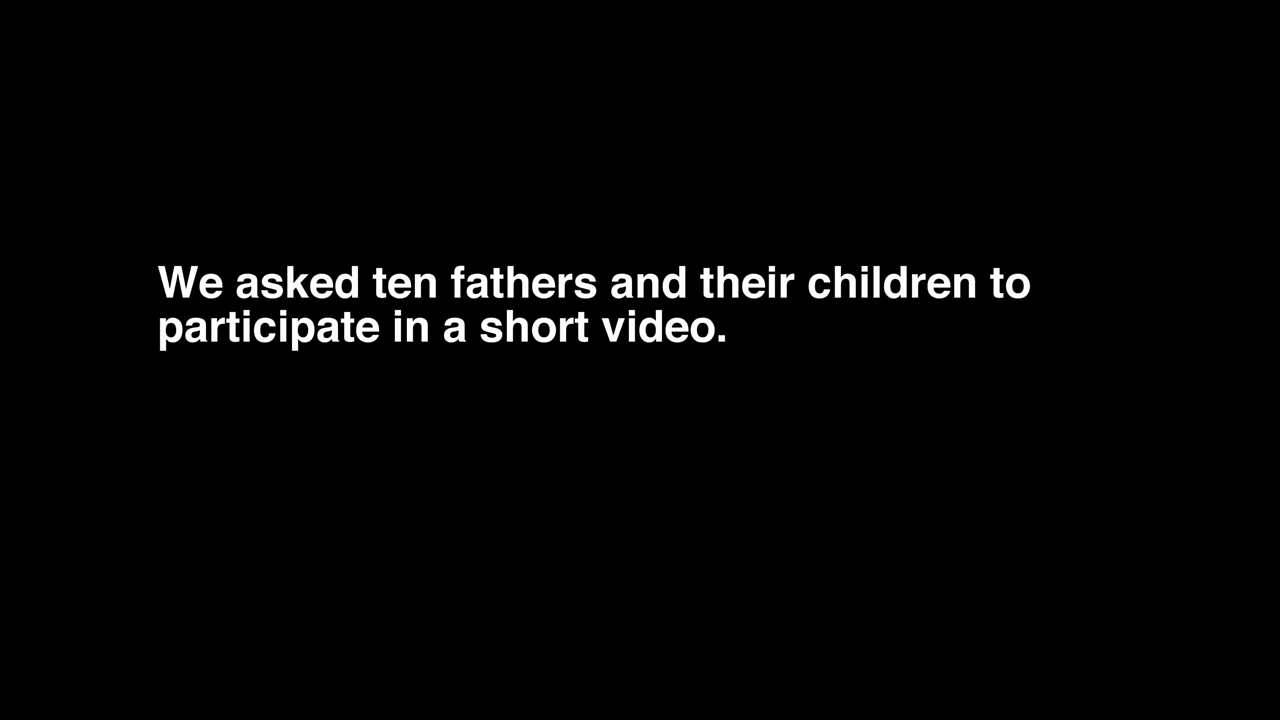 We asked ten fathers and their children to
participate in a short video.